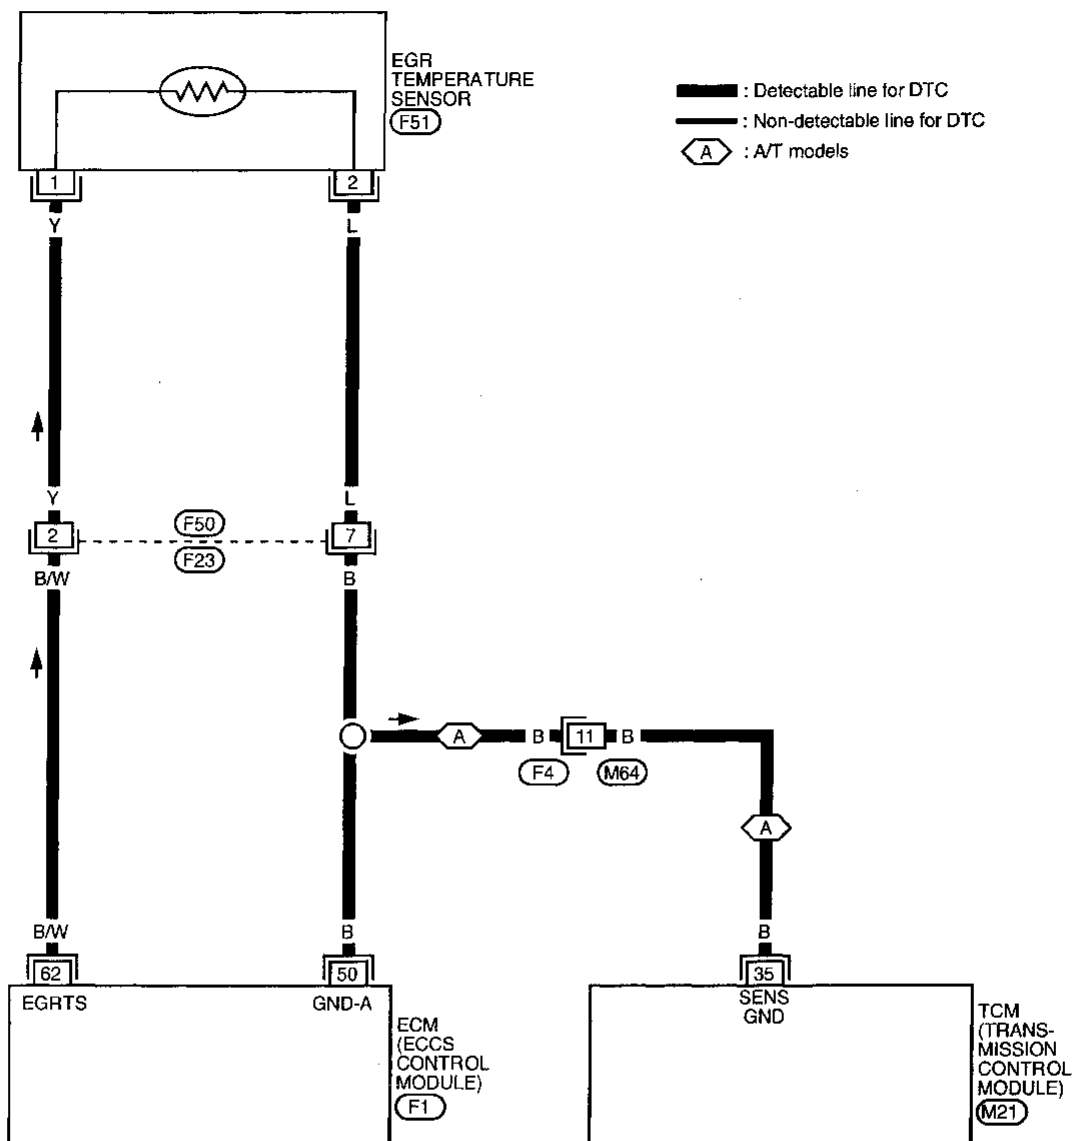 EGR
TEMPERATURE
SENSOR
F51
: Detectable line for DTC
: Non-detectable line for DTC
A : A/T models
1 2
Y L
Y L
2 F50 7
F23
B/W B
A B 11 B
F4 M64
A
B/W B B
62 50 35
EGRTS GND-A SENS
GND
ECM
(ECCS
CONTROL
MODULE)
F1
TCM
(TRANS-
MISSION
CONTROL
MODULE)
M21